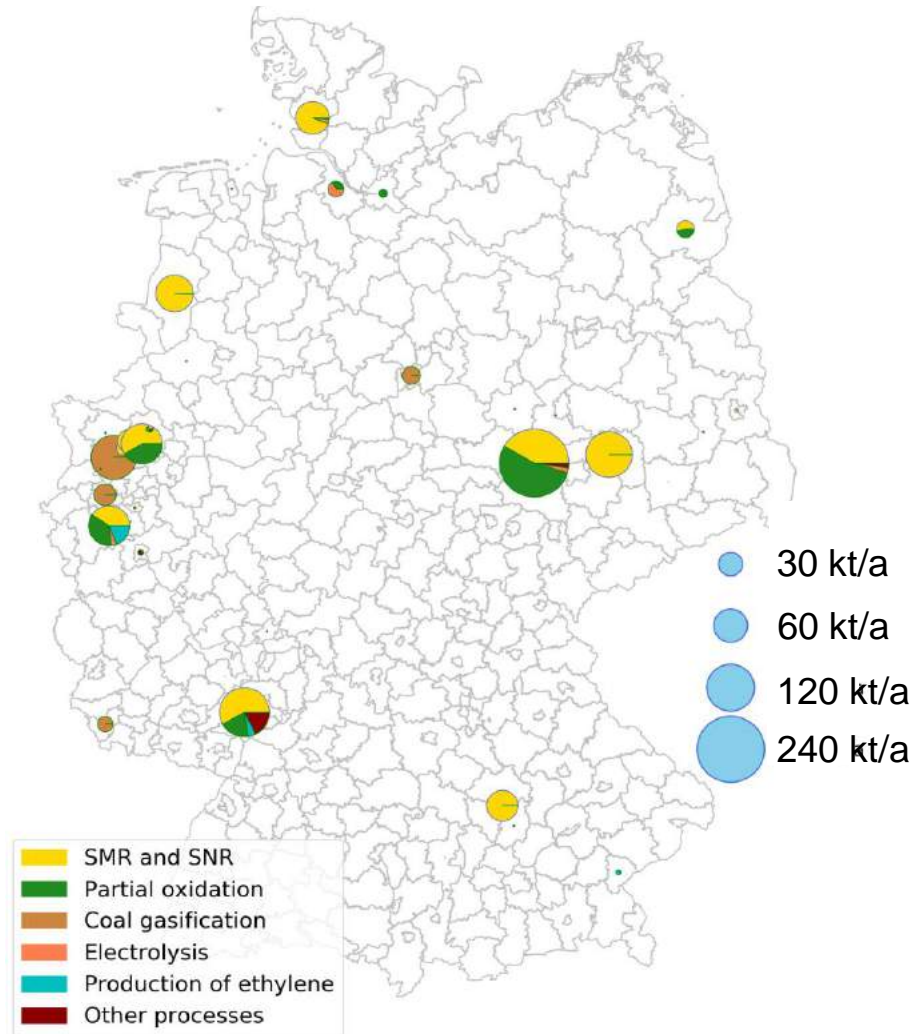 30 kt/a
60 kt/a
120 kt/a
240 kt/a
SMR and SNR
Partial oxidation
Coal gasification
Electrolysis
Production of ethylene
Other processes